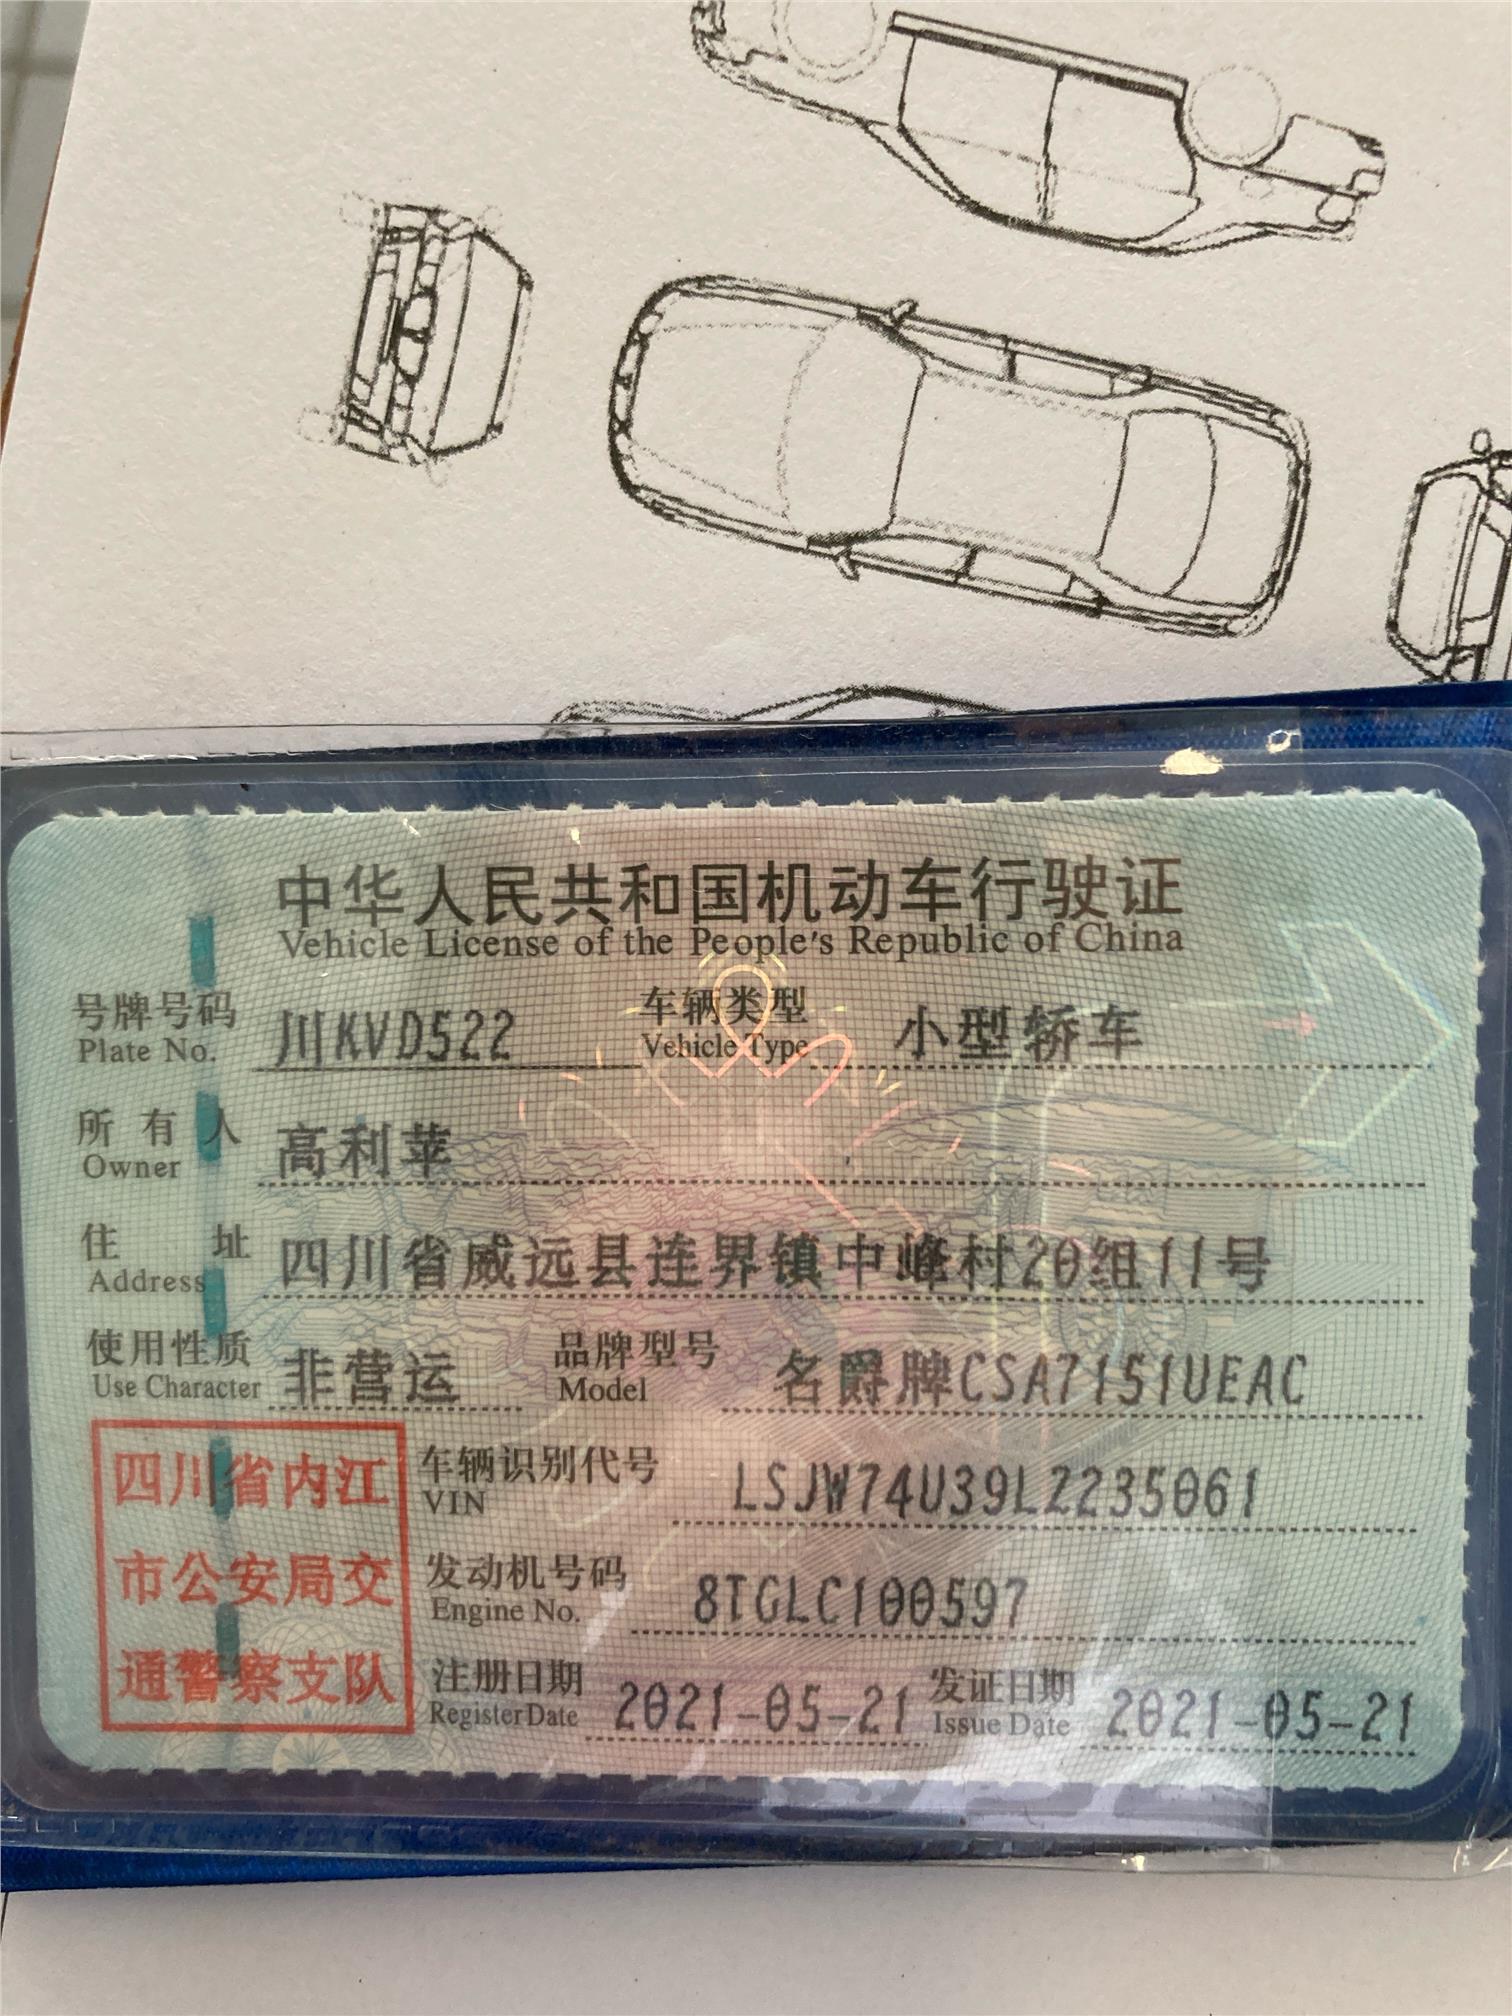 中华人民共和国机动车行驶证
Vehicle License of the People's Republic of China
号牌号码 川KVD522 车辆类型 小型轿车
Plate No. Vehicle Type
所有人 高利苹
Owner
住址 四川省威远县连界镇中峰村20组11号
Address
使用性质 非营运 品牌型号 名爵牌CSA7151UEAC
Use Character Model
四川省内江
市公安局交
通警察支队
车辆识别代号 LSJW74U39LZ235061
VIN
发动机号码 8TGLC100597
Engine No.
注册日期 2021-05-21 发证日期 2021-05-21
Register Date Issue Date